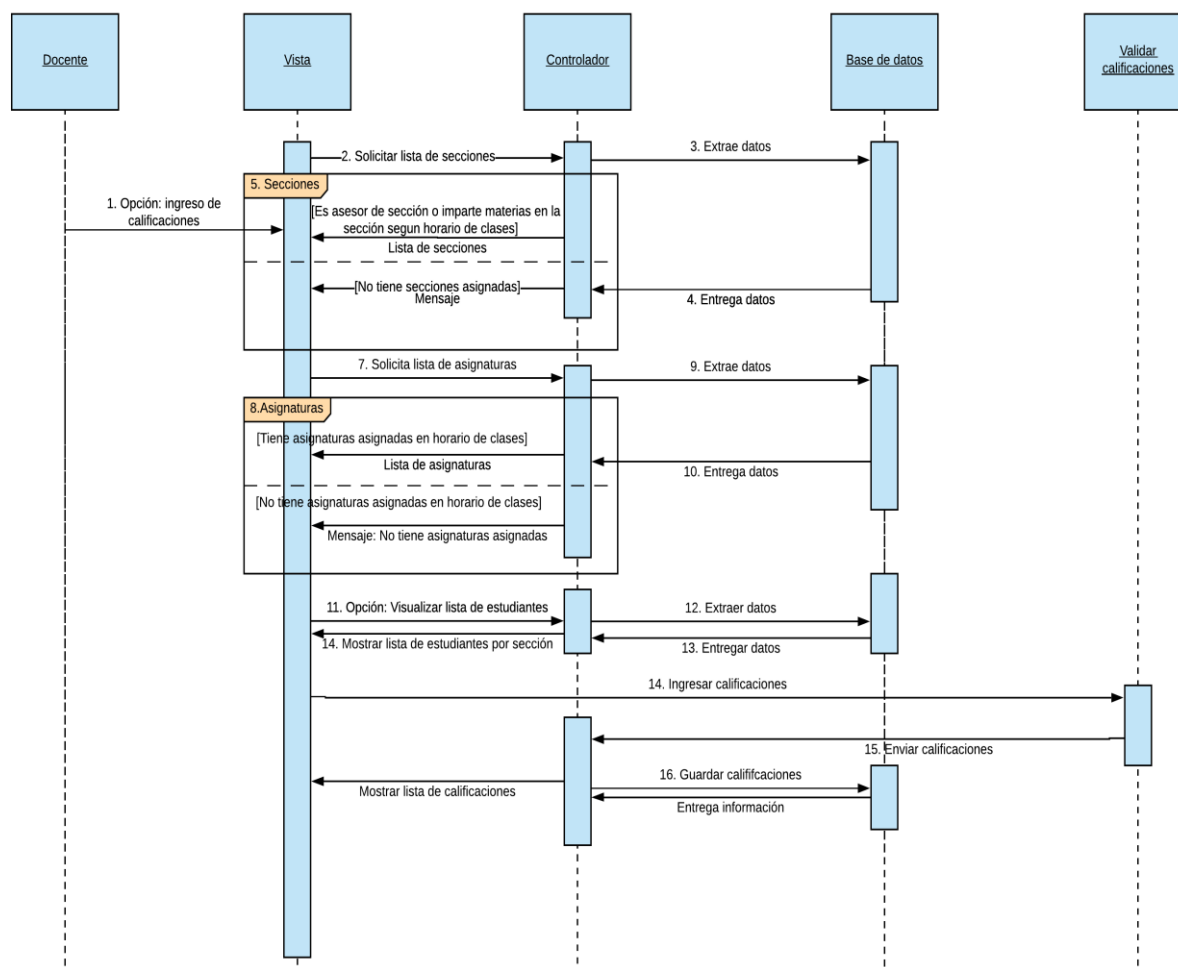 Docente
Vista
Controlador
Base de datos
Validar
calificaciones
2. Solicitar lista de secciones
3. Extrae datos
5. Secciones
1. Opción: ingreso de
calificaciones
[Es asesor de sección o imparte materias en la
sección segun horario de clases]
Lista de secciones
[No tiene secciones asignadas]
Mensaje
4. Entrega datos
7. Solicita lista de asignaturas
9. Extrae datos
8.Asignaturas
[Tiene asignaturas asignadas en horario de clases]
Lista de asignaturas
10. Entrega datos
[No tiene asignaturas asignadas en horario de clases]
Mensaje: No tiene asignaturas asignadas
11. Opción: Visualizar lista de estudiantes
12. Extraer datos
14. Mostrar lista de estudiantes por sección
13. Entregar datos
14. Ingresar calificaciones
15. Enviar calificaciones
16. Guardar calififcaciones
Mostrar lista de calificaciones
Entrega información